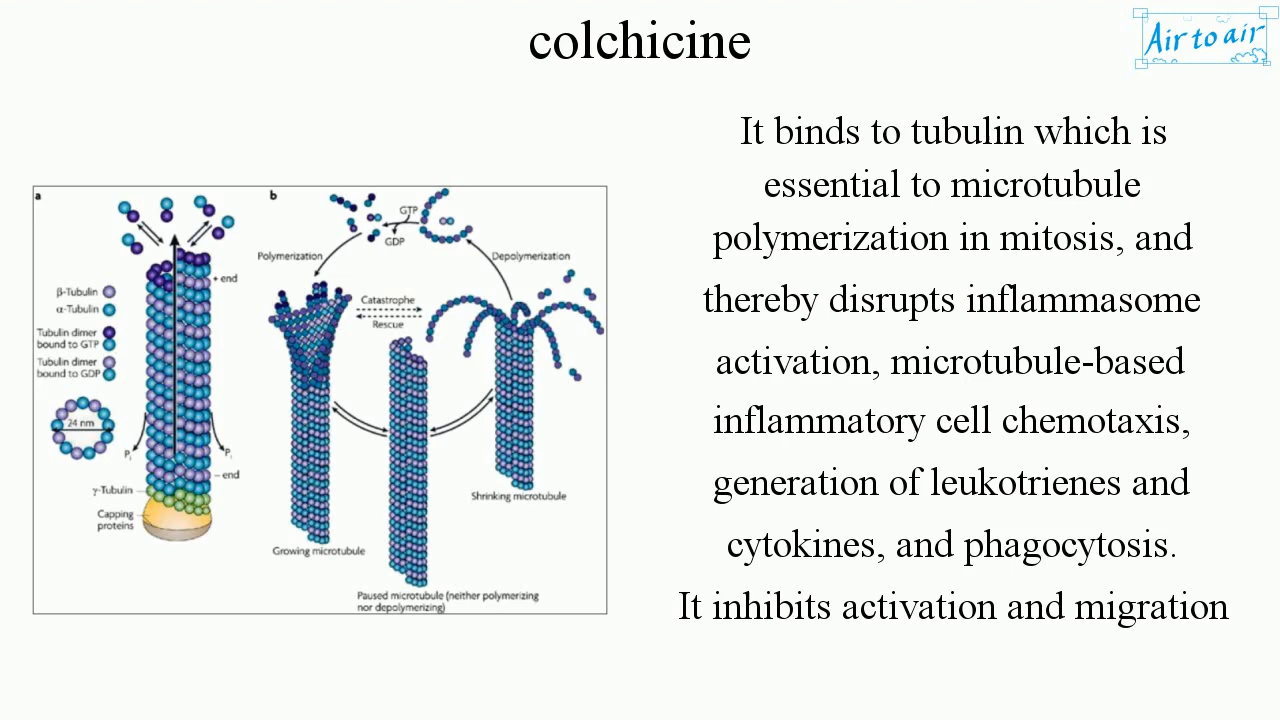 colchicine
Air to air
It binds to tubulin which is
essential to microtubule
polymerization in mitosis, and
thereby disrupts inflammasome
activation, microtubule-based
inflammatory cell chemotaxis,
generation of leukotrienes and
cytokines, and phagocytosis.
It inhibits activation and migration
a
β-Tubulin
α-Tubulin
Tubulin dimer
bound to GTP
Tubulin dimer
bound to GDP
24 nm
+ end
Pi
Pi
– end
γ-Tubulin
Capping
proteins
b
GTP
GDP
Polymerization
Depolymerization
Catastrophe
Rescue
Growing microtubule
Shrinking microtubule
Paused microtubule (neither polymerizing
nor depolymerizing)